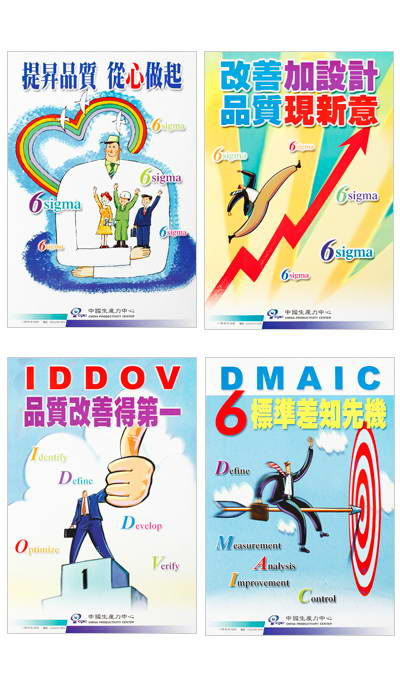 提昇品質 從心做起
6sigma
6sigma
6sigma
6sigma
6sigma
中國生產力中心
CPC
CHINA PRODUCTIVITY CENTER
改善加設計
品質現新意
6sigma
6sigma
6sigma
6sigma
6sigma
中國生產力中心
CPC
CHINA PRODUCTIVITY CENTER
IDDOV
品質改善得第一
Identify
Define
Develop
Optimize
Verify
1
中國生產力中心
CPC
CHINA PRODUCTIVITY CENTER
DMAIC
6標準差知先機
Define
Measurement
Analysis
Improvement
Control
中國生產力中心
CPC
CHINA PRODUCTIVITY CENTER